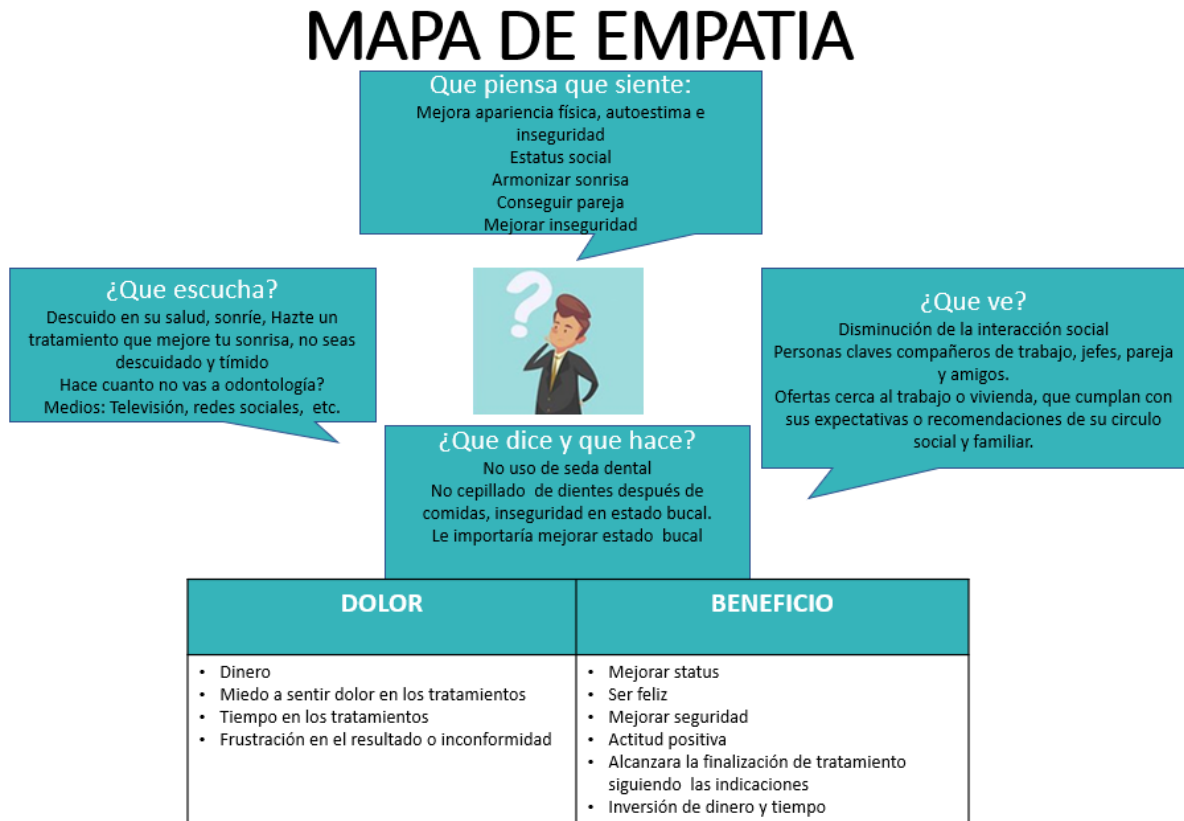 MAPA DE EMPATIA
Que piensa que siente:
Mejora apariencia física, autoestima e
inseguridad
Estatus social
Armonizar sonrisa
Conseguir pareja
Mejorar inseguridad
¿Que escucha?
Descuido en su salud, sonríe, Hazte un
tratamiento que mejore tu sonrisa, no seas
descuidado y tímido
Hace cuanto no vas a odontología?
Medios: Televisión, redes sociales, etc.
¿Que ve?
Disminución de la interacción social
Personas claves compañeros de trabajo, jefes, pareja
y amigos.
Ofertas cerca al trabajo o vivienda, que cumplan con
sus expectativas o recomendaciones de su circulo
social y familiar.
¿Que dice y que hace?
No uso de seda dental
No cepillado de dientes después de
comidas, inseguridad en estado bucal.
Le importaría mejorar estado bucal
DOLOR
• Dinero
• Miedo a sentir dolor en los tratamientos
• Tiempo en los tratamientos
• Frustración en el resultado o inconformidad
BENEFICIO
• Mejorar status
• Ser feliz
• Mejorar seguridad
• Actitud positiva
• Alcanzara la finalización de tratamiento
siguiendo las indicaciones
• Inversión de dinero y tiempo